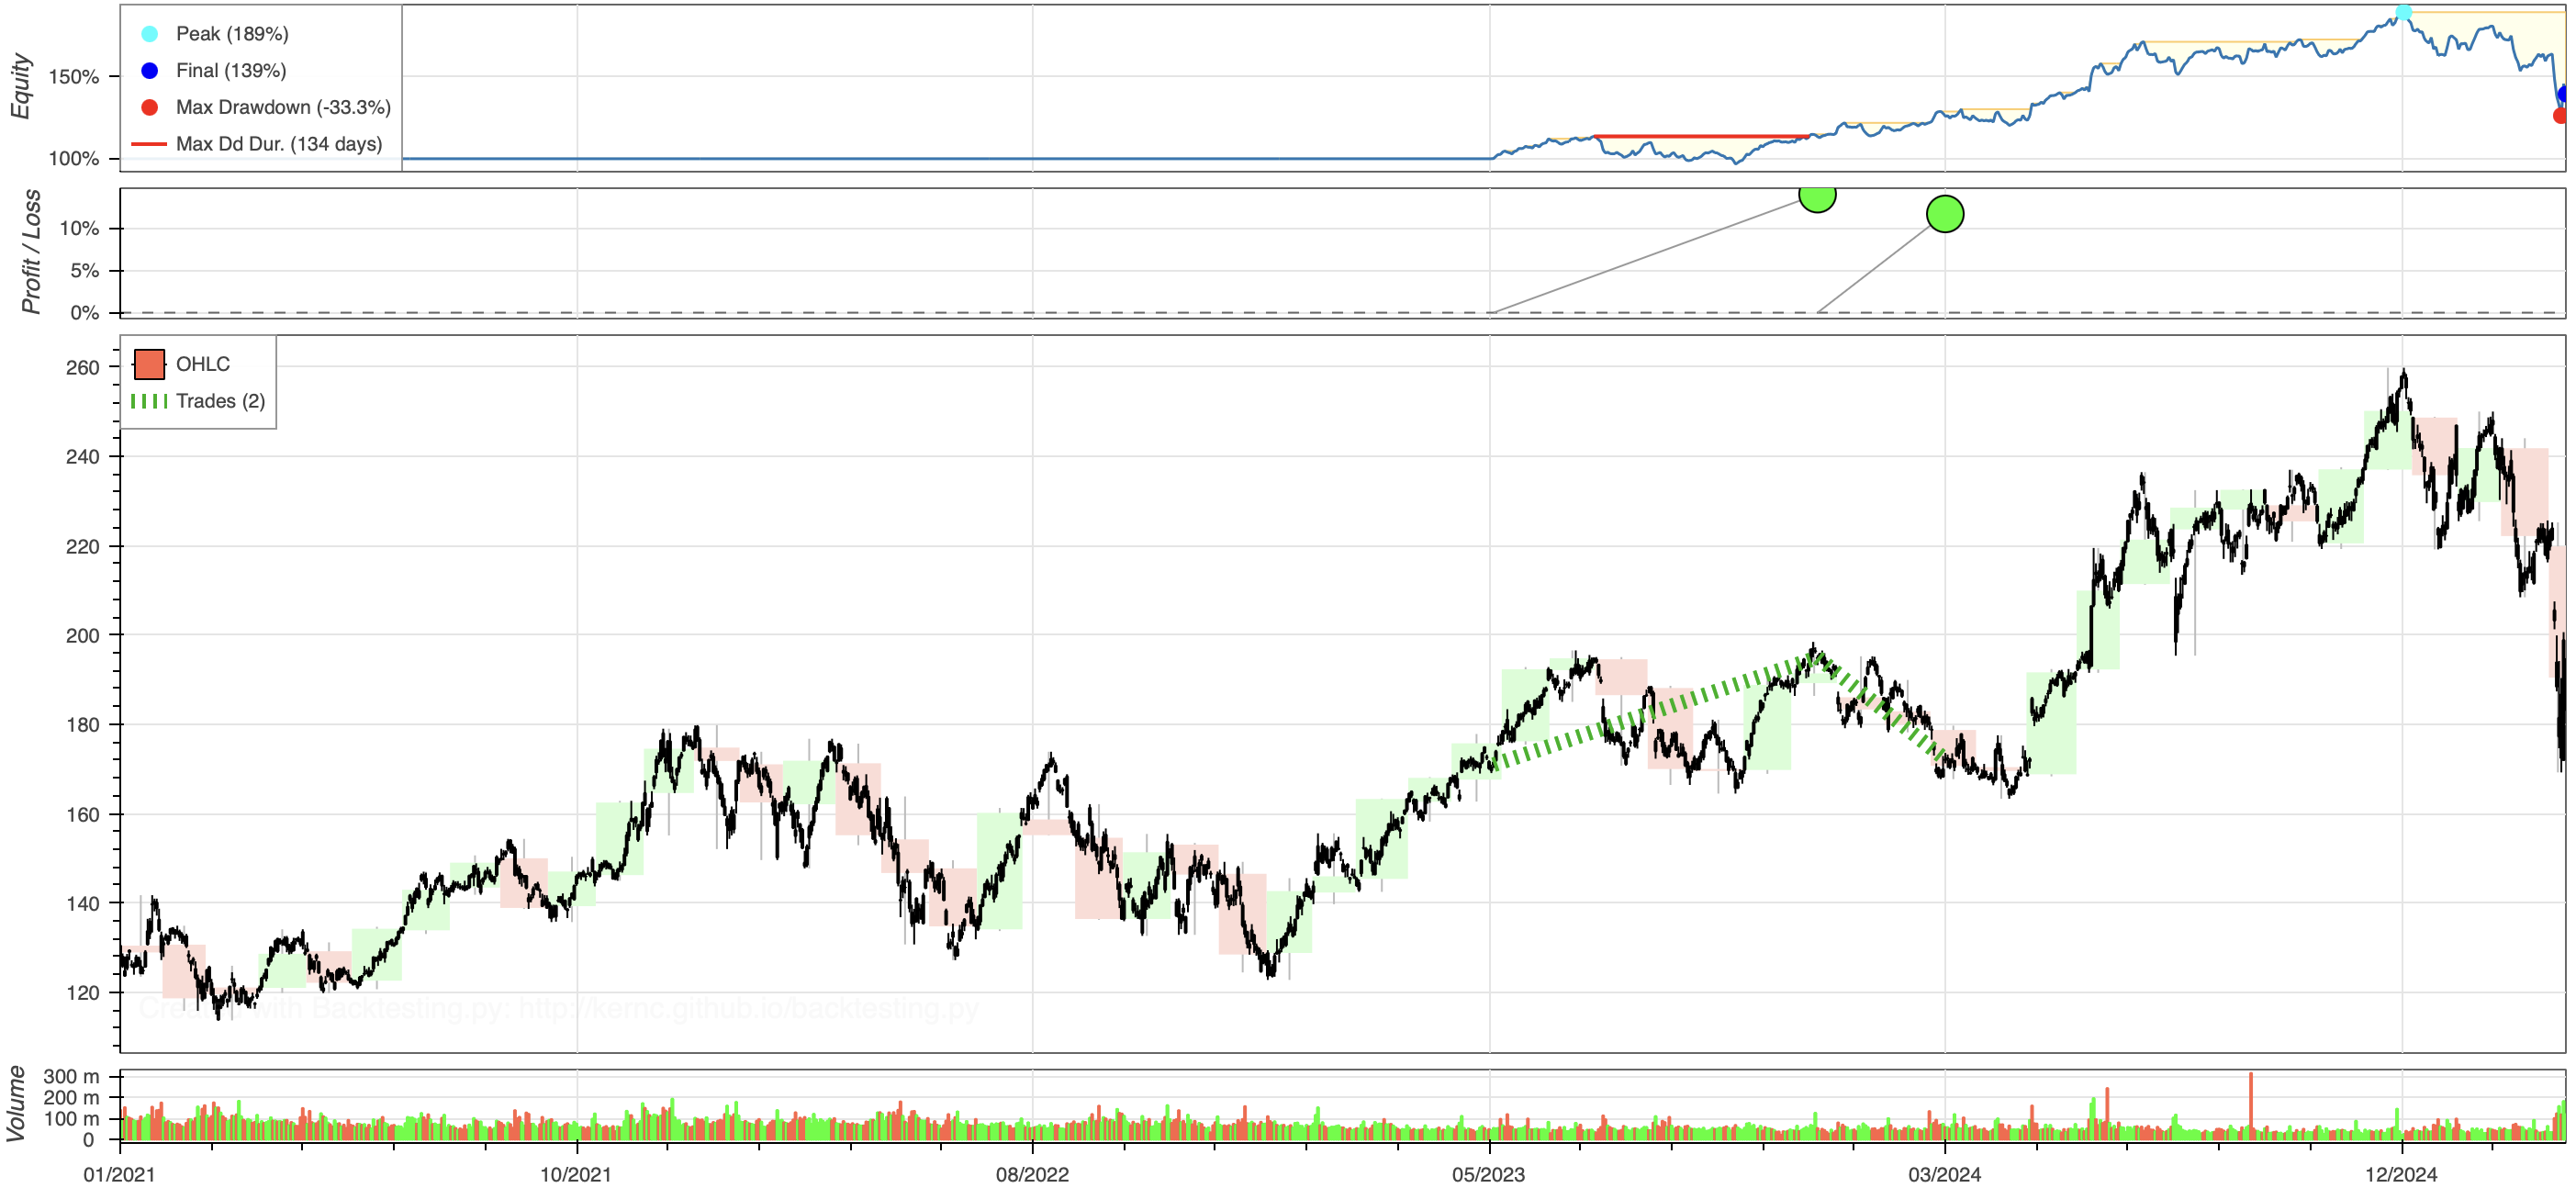 Equity
Peak (189%)
Final (139%)
Max Drawdown (-33.3%)
Max Dd Dur. (134 days)
150%
100%
Profit / Loss
10%
5%
0%
OHLC
Trades (2)
260
240
220
200
180
160
140
120
Created with Backtesting.py: http://kernc.github.io/backtesting.py
Volume
300 m
200 m
100 m
0
01/2021 10/2021 08/2022 05/2023 03/2024 12/2024